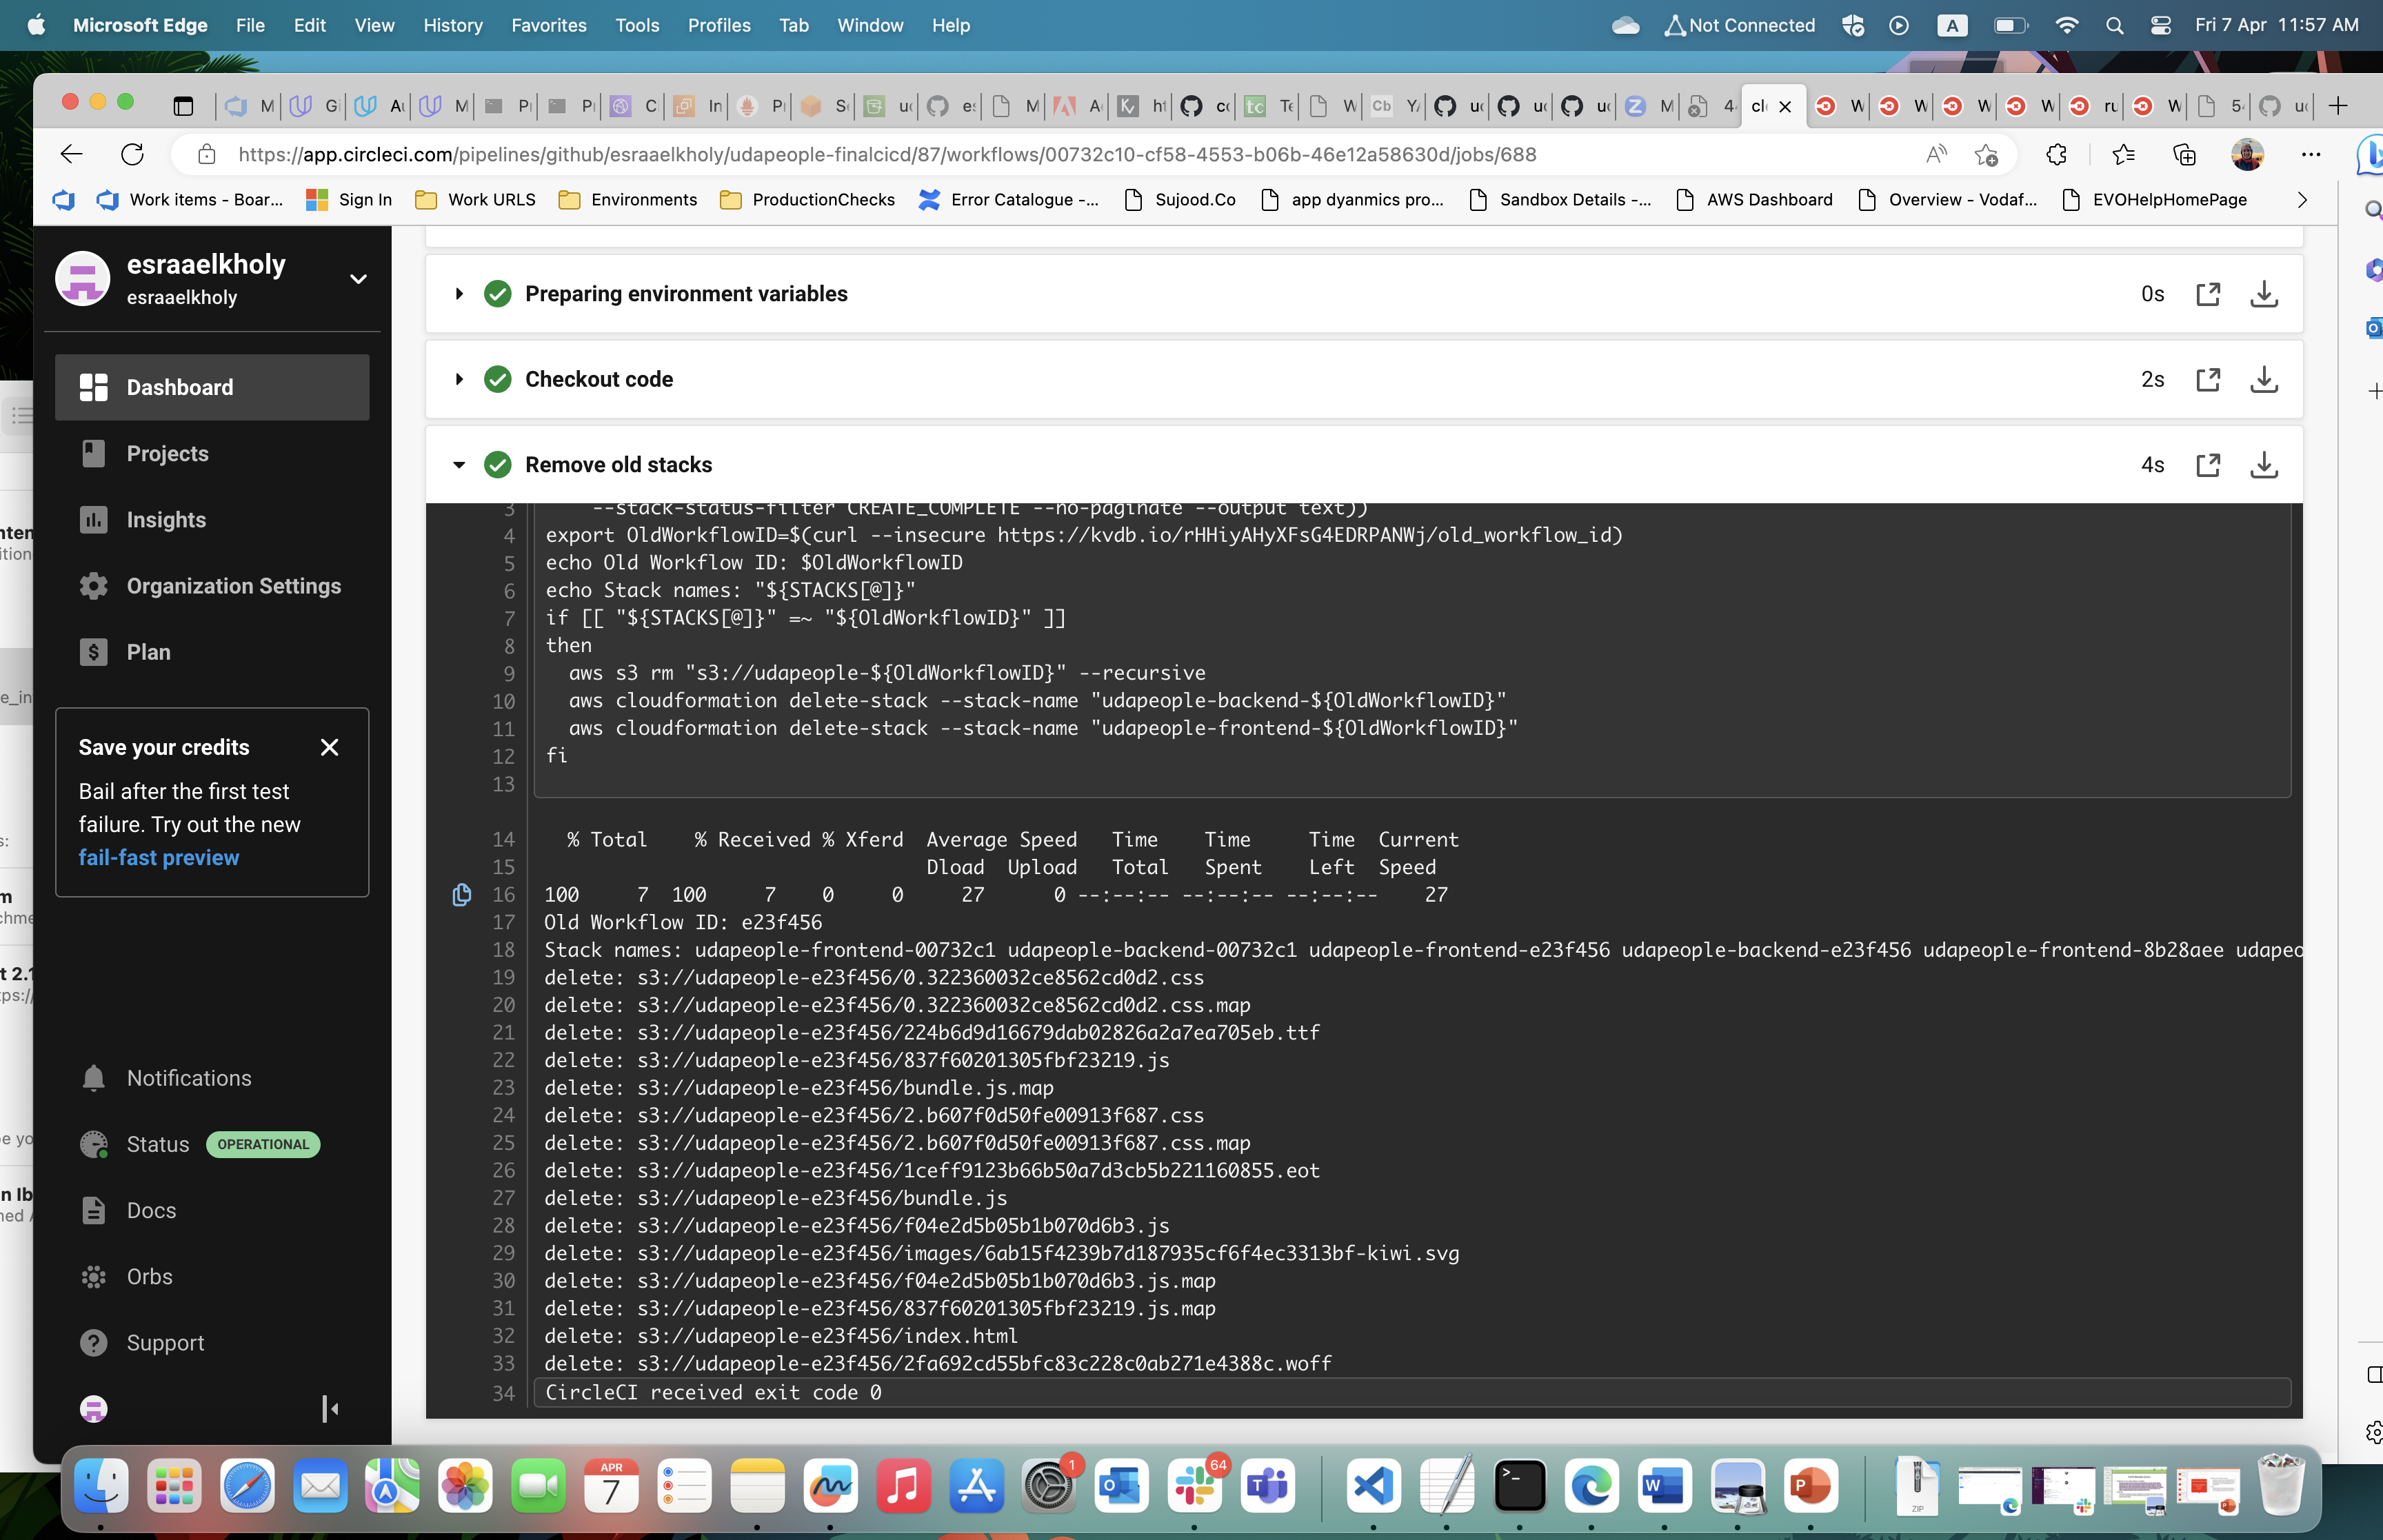 Microsoft Edge File Edit View History Favorites Tools Profiles Tab Window Help
Not Connected A Fri 7 Apr 11:57 AM
https://app.circleci.com/pipelines/github/esraaelkholy/udapeople-finalcicd/87/workflows/00732c10-cf58-4553-b06b-46e12a58630d/jobs/688
Work items - Boar... Sign In Work URLS Environments ProductionChecks Error Catalogue -... Sujood.Co app dyanmics pro... Sandbox Details -... AWS Dashboard Overview - Vodaf... EVOHelpHomePage
esraaelkholy
esraaelkholy
Dashboard
Projects
Insights
Organization Settings
Plan
Save your credits
Bail after the first test
failure. Try out the new
fail-fast preview
Notifications
Status OPERATIONAL
Docs
Orbs
Support
Preparing environment variables 0s
Checkout code 2s
Remove old stacks 4s
3 --stack-status-filter CREATE_COMPLETE --no-paginate --output text))
4 export OldWorkflowID=$(curl --insecure https://kvdb.io/rHHiyAHyXFsG4EDRPANWj/old_workflow_id)
5 echo Old Workflow ID: $OldWorkflowID
6 echo Stack names: "${STACKS[@]}"
7 if [[ "${STACKS[@]}" =~ "${OldWorkflowID}" ]]
8 then
9 aws s3 rm "s3://udapeople-${OldWorkflowID}" --recursive
10 aws cloudformation delete-stack --stack-name "udapeople-backend-${OldWorkflowID}"
11 aws cloudformation delete-stack --stack-name "udapeople-frontend-${OldWorkflowID}"
12 fi
13
14 % Total % Received % Xferd Average Speed Time Time Time Current
15 Dload Upload Total Spent Left Speed
16 100 7 100 7 0 0 27 0 --:--:-- --:--:-- --:--:-- 27
17 Old Workflow ID: e23f456
18 Stack names: udapeople-frontend-00732c1 udapeople-backend-00732c1 udapeople-frontend-e23f456 udapeople-backend-e23f456 udapeople-frontend-8b28aee udapeo
19 delete: s3://udapeople-e23f456/0.322360032ce8562cd0d2.css
20 delete: s3://udapeople-e23f456/0.322360032ce8562cd0d2.css.map
21 delete: s3://udapeople-e23f456/224b6d9d16679dab02826a2a7ea705eb.ttf
22 delete: s3://udapeople-e23f456/837f60201305fbf23219.js
23 delete: s3://udapeople-e23f456/bundle.js.map
24 delete: s3://udapeople-e23f456/2.b607f0d50fe00913f687.css
25 delete: s3://udapeople-e23f456/2.b607f0d50fe00913f687.css.map
26 delete: s3://udapeople-e23f456/1ceff9123b66b50a7d3cb5b221160855.eot
27 delete: s3://udapeople-e23f456/bundle.js
28 delete: s3://udapeople-e23f456/f04e2d5b05b1b070d6b3.js
29 delete: s3://udapeople-e23f456/images/6ab15f4239b7d187935cf6f4ec3313bf-kiwi.svg
30 delete: s3://udapeople-e23f456/f04e2d5b05b1b070d6b3.js.map
31 delete: s3://udapeople-e23f456/837f60201305fbf23219.js.map
32 delete: s3://udapeople-e23f456/index.html
33 delete: s3://udapeople-e23f456/2fa692cd55bfc83c228c0ab271e4388c.woff
34 CircleCI received exit code 0
APR
7
1
64
ZIP